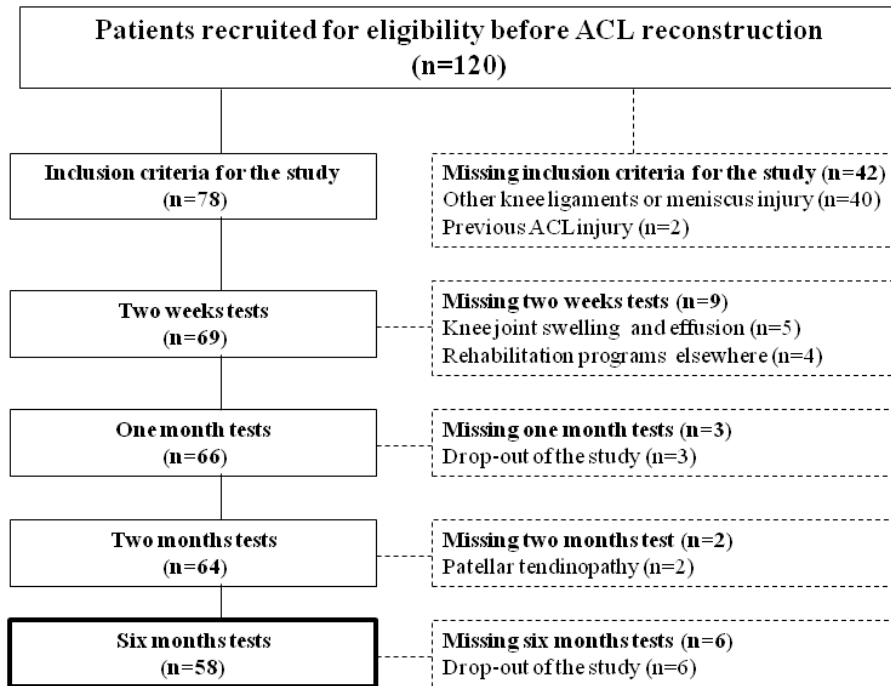 Patients recruited for eligibility before ACL reconstruction
(n=120)
Inclusion criteria for the study
(n=78)
Missing inclusion criteria for the study (n=42)
Other knee ligaments or meniscus injury (n=40)
Previous ACL injury (n=2)
Two weeks tests
(n=69)
Missing two weeks tests (n=9)
Knee joint swelling and effusion (n=5)
Rehabilitation programs elsewhere (n=4)
One month tests
(n=66)
Missing one month tests (n=3)
Drop-out of the study (n=3)
Two months tests
(n=64)
Missing two months test (n=2)
Patellar tendinopathy (n=2)
Six months tests
(n=58)
Missing six months tests (n=6)
Drop-out of the study (n=6)